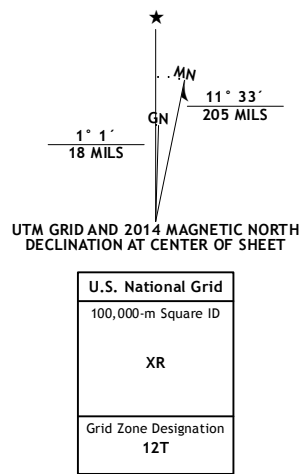 ★
MN
GN
11° 33´
205 MILS
1° 1´
18 MILS
UTM GRID AND 2014 MAGNETIC NORTH
DECLINATION AT CENTER OF SHEET
U.S. National Grid
100,000-m Square ID
XR
Grid Zone Designation
12T